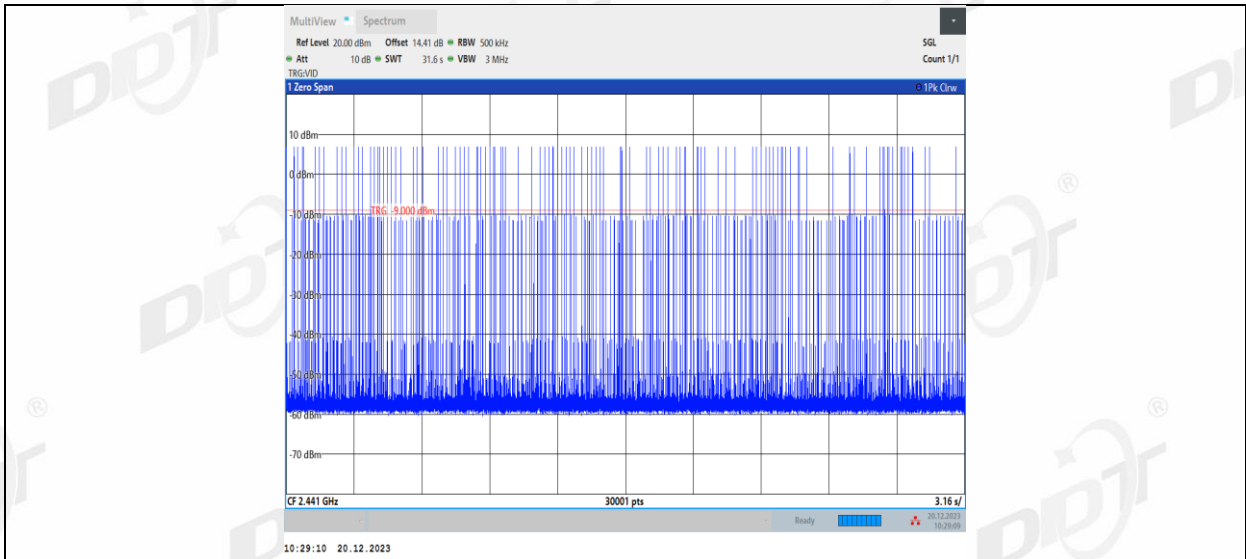 MultiView Spectrum
Ref Level 20.00 dBm Offset 14.41 dB RBW 500 kHz SGL
Att 10 dB SWT 31.6 s VBW 3 MHz Count 1/1
TRG:VID
1 Zero Span 1Pk Clrw
10 dBm
0 dBm
TRG -9.000 dBm
-10 dBm
-20 dBm
-30 dBm
-40 dBm
-50 dBm
-60 dBm
-70 dBm
CF 2.441 GHz 30001 pts 3.16 s/
Ready 20.12.2023
10:29:09
10:29:10 20.12.2023
DDT
®